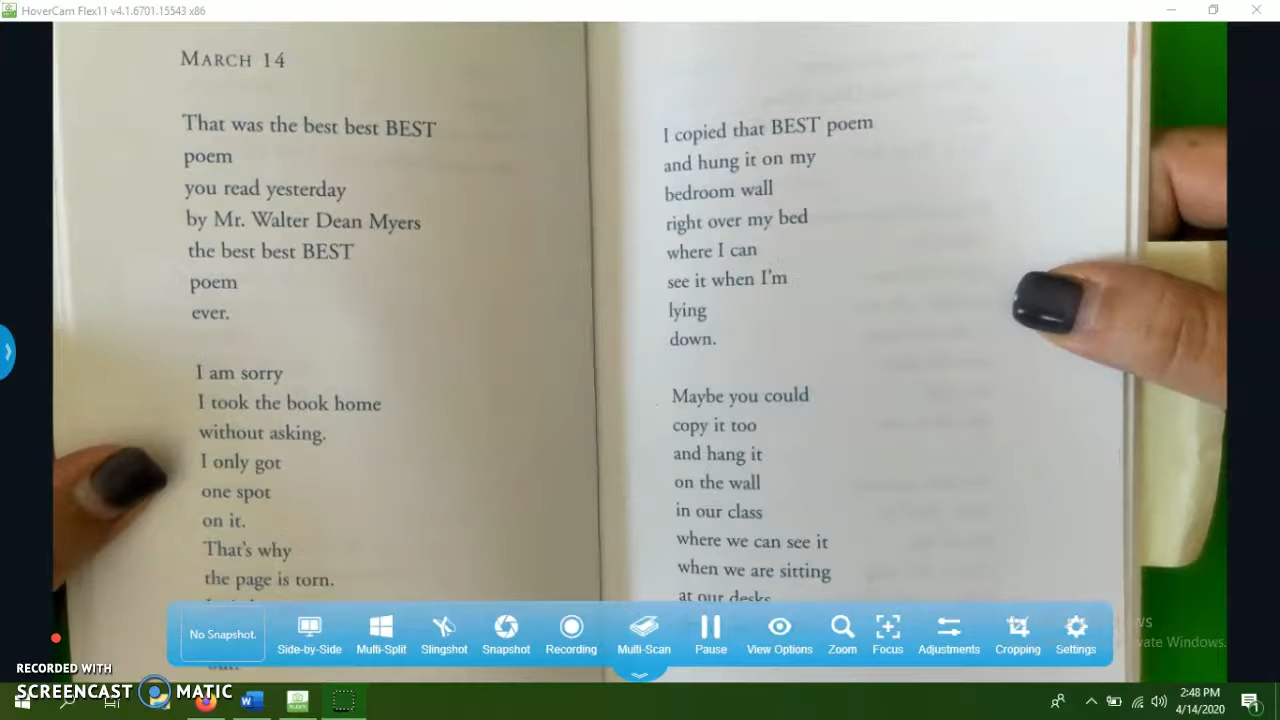 HoverCam Flex11 v4.1.6701.15543 x86
MARCH 14
That was the best best BEST
poem
you read yesterday
by Mr. Walter Dean Myers
the best best BEST
poem
ever.
I am sorry
I took the book home
without asking.
I only got
one spot
on it.
That's why
the page is torn.
I copied that BEST poem
and hung it on my
bedroom wall
right over my bed
where I can
see it when I'm
lying
down.
Maybe you could
copy it too
and hang it
on the wall
in our class
where we can see it
when we are sitting
at our desks
No Snapshot.
Side-by-Side
Multi-Split
Slingshot
Snapshot
Recording
Multi-Scan
Pause
View Options
Zoom
Focus
Adjustments
Cropping
Settings
Windows.
RECORDED WITH
SCREENCAST MATIC
2:48 PM
4/14/2020